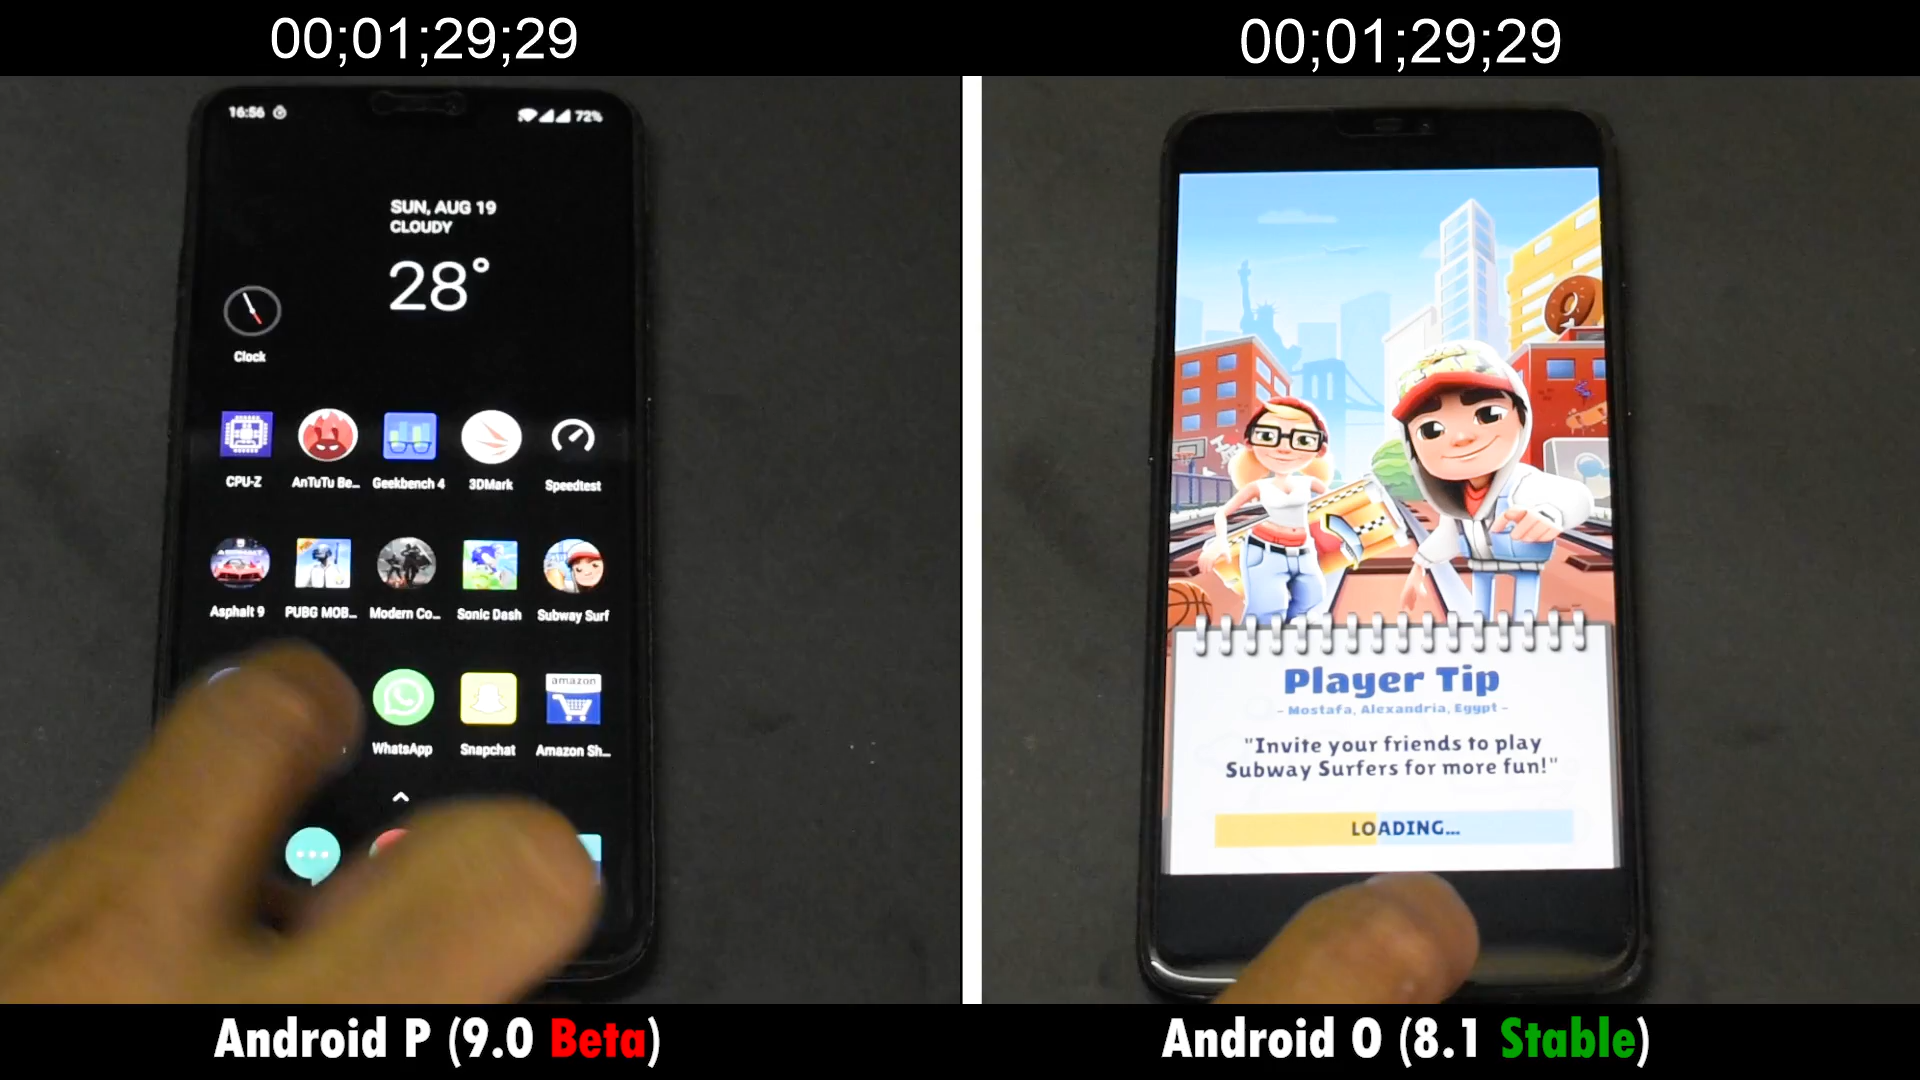 00;01;29;29
00;01;29;29
16:56
72%
SUN, AUG 19
CLOUDY
28°
Clock
CPU-Z
AnTuTu Be...
Geekbench 4
3DMark
Speedtest
Asphalt 9
PUBG MOB...
Modern Co...
Sonic Dash
Subway Surf
amazon
WhatsApp
Snapchat
Amazon Sh...
Player Tip
- Mostafa, Alexandria, Egypt -
"Invite your friends to play
Subway Surfers for more fun!"
LOADING...
Android P (9.0 Beta)
Android O (8.1 Stable)